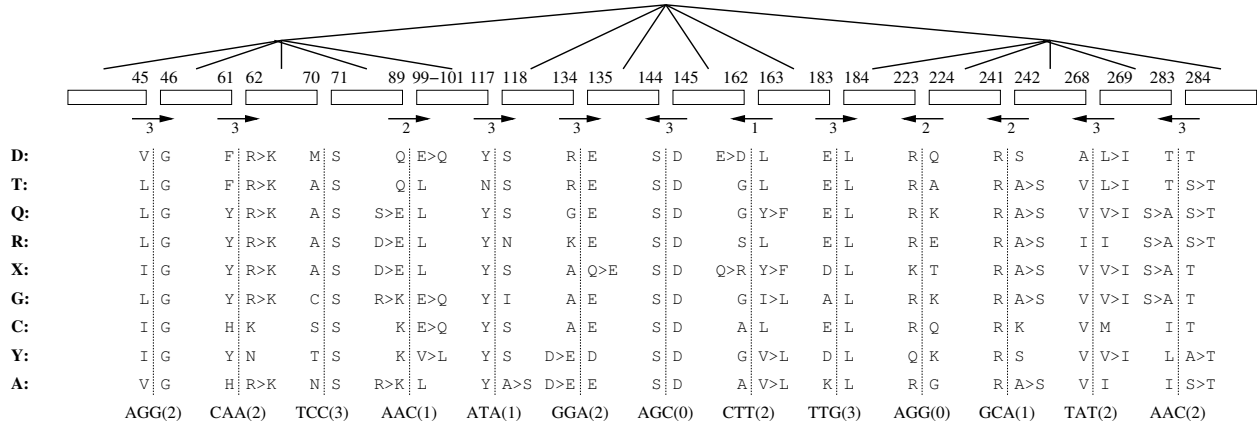 45 46 61 62 70 71 89 99–101 117 118 134 135 144 145 162 163 183 184 223 224 241 242 268 269 283 284
3 3 2 3 3 3 1 3 2 2 3 3
D: V G F R>K M S Q E>Q Y S R E S D E>D L E L R Q R S A L>I T T
T: L G F R>K A S Q L N S R E S D G L E L R A R A>S V L>I T S>T
Q: L G Y R>K A S S>E L Y S G E S D G Y>F E L R K R A>S V V>I S>A S>T
R: L G Y R>K A S D>E L Y N K E S D S L E L R E R A>S I I S>A S>T
X: I G Y R>K A S D>E L Y S A Q>E S D Q>R Y>F D L K T R A>S V V>I S>A T
G: L G Y R>K C S R>K E>Q Y I A E S D G I>L A L R K R A>S V V>I S>A T
C: I G H K S S K E>Q Y S A E S D A L E L R Q R K V M I T
Y: I G Y N T S K V>L Y S D>E D S D G V>L D L Q K R S V V>I L A>T
A: V G H R>K N S R>K L Y A>S D>E E S D A V>L K L R G R A>S V I I S>T
AGG(2) CAA(2) TCC(3) AAC(1) ATA(1) GGA(2) AGC(0) CTT(2) TTG(3) AGG(0) GCA(1) TAT(2) AAC(2)